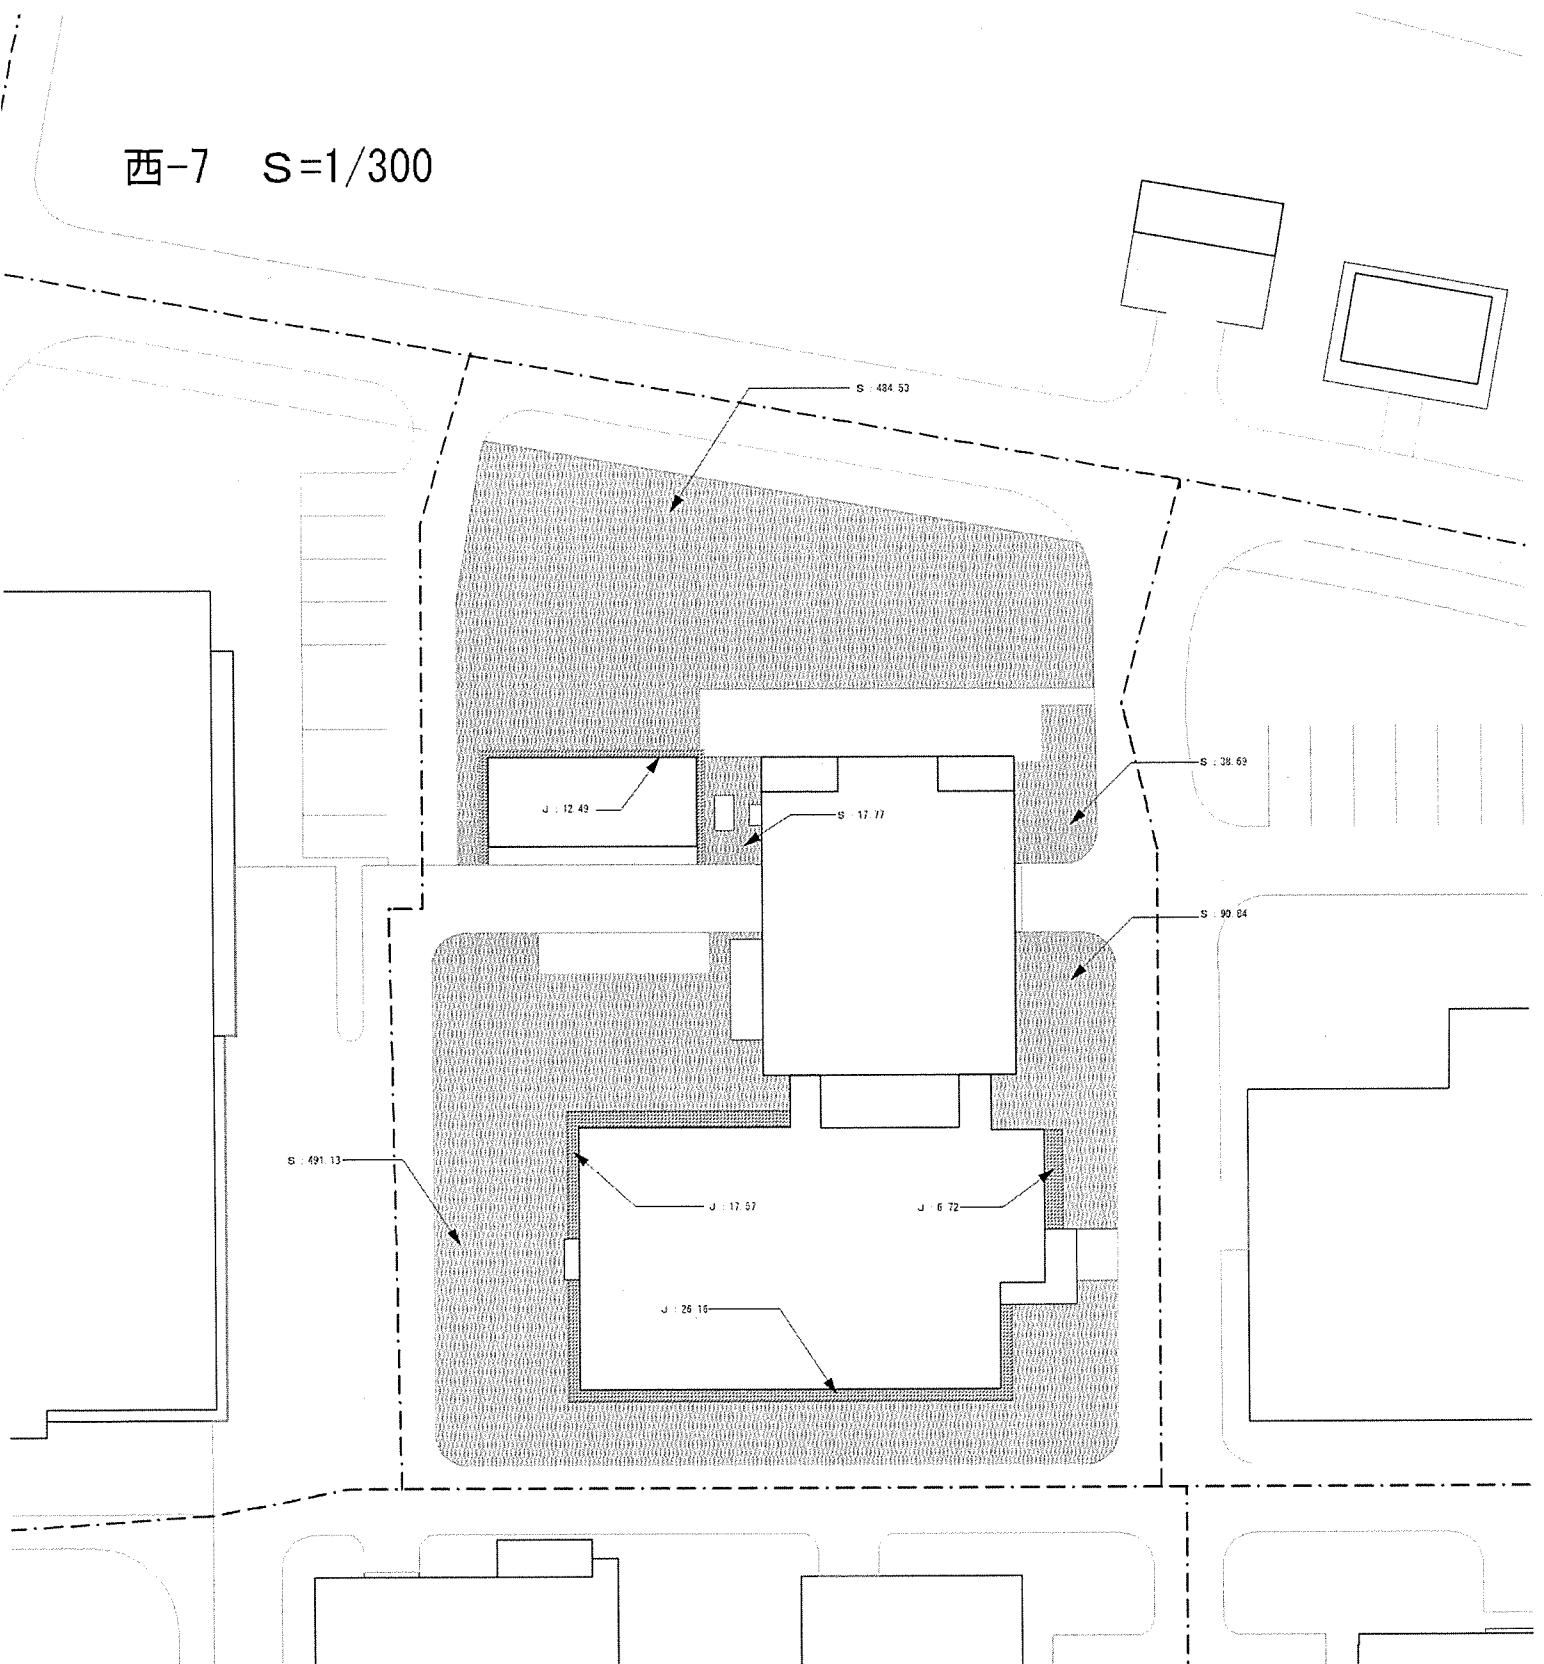 西-7　S=1/300
S : 484.53
S : 38.69
J : 12.49
S : 17.77
S : 90.84
S : 491.13
J : 17.57
J : 6.72
J : 26.16